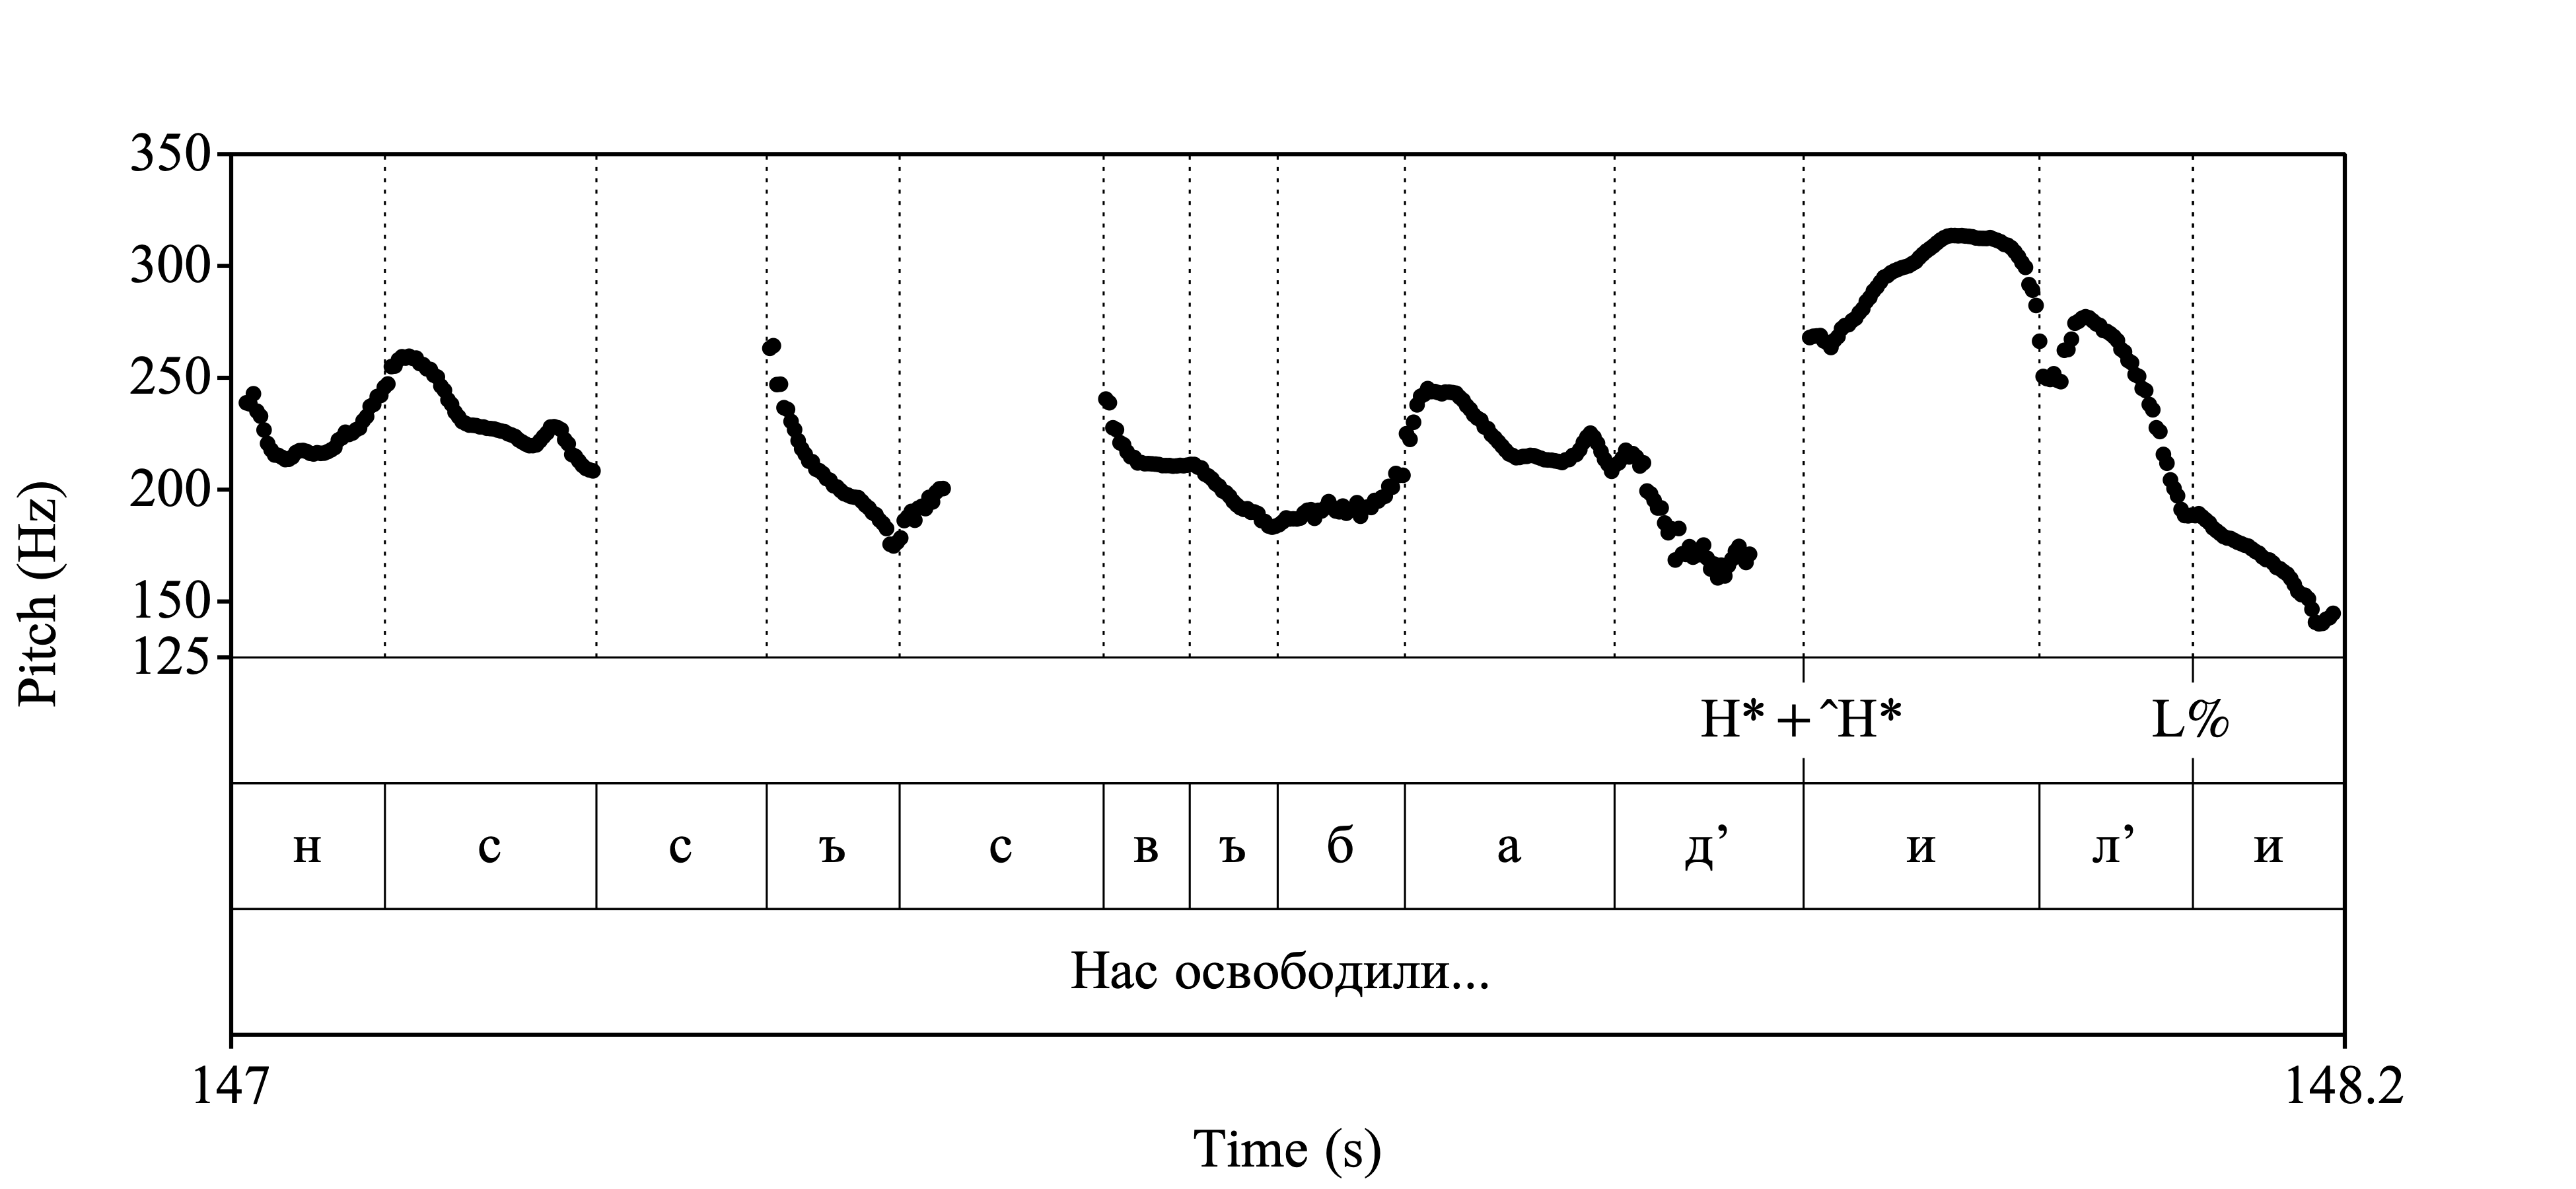 350
300
250
200
150
125
Pitch (Hz)
H* + ˆH* L%
н с с ъ с в ъ б а д’ и л’ и
Нас освободили...
147 148.2
Time (s)